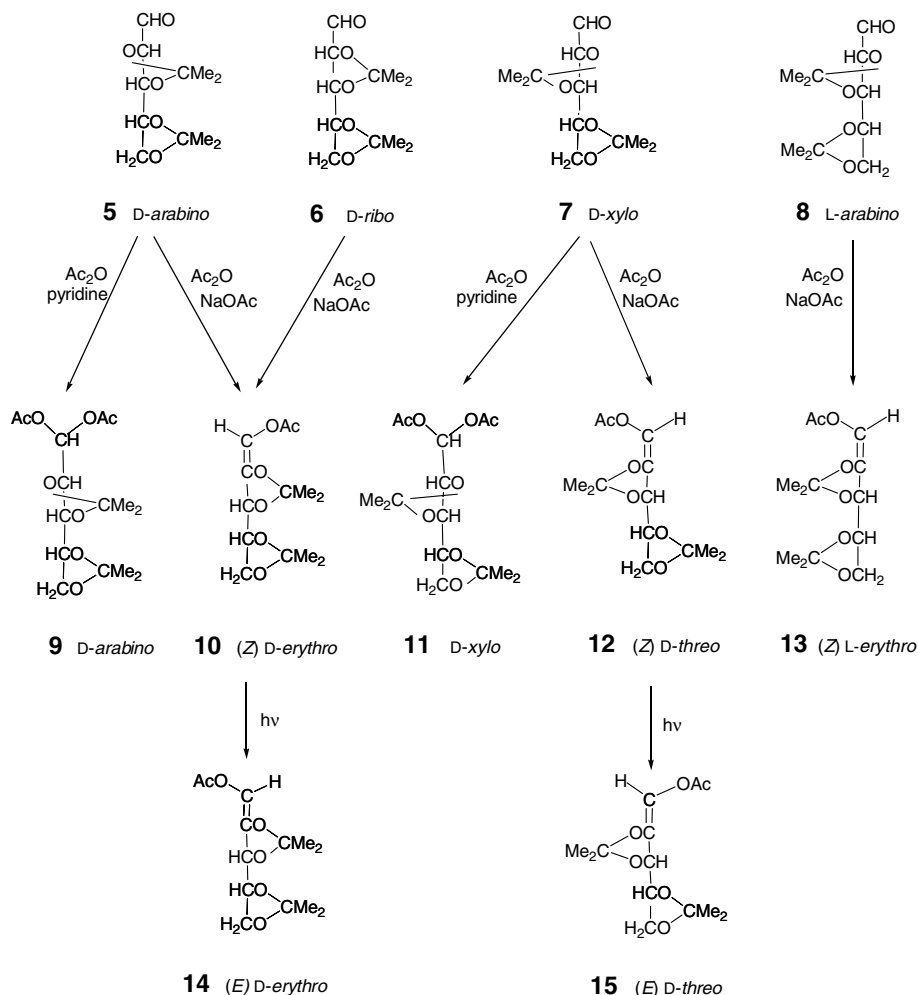 CHO
OCH
CMe2
HCO
HCO
CMe2
H2CO
5 D-arabino
CHO
HCO
CMe2
HCO
HCO
CMe2
H2CO
6 D-ribo
CHO
HCO
Me2C
OCH
HCO
CMe2
H2CO
7 D-xylo
CHO
HCO
Me2C
OCH
OCH
Me2C
OCH2
8 L-arabino
Ac2O
pyridine
Ac2O
NaOAc
Ac2O
NaOAc
Ac2O
pyridine
Ac2O
NaOAc
Ac2O
NaOAc
AcO OAc
CH
OCH
CMe2
HCO
HCO
CMe2
H2CO
9 D-arabino
H OAc
C
CO
CMe2
HCO
HCO
CMe2
H2CO
10 (Z) D-erythro
AcO OAc
CH
HCO
Me2C
OCH
HCO
CMe2
H2CO
11 D-xylo
AcO H
C
OC
Me2C
OCH
HCO
CMe2
H2CO
12 (Z) D-threo
AcO H
C
OC
Me2C
OCH
OCH
Me2C
OCH2
13 (Z) L-erythro
hν
hν
AcO H
C
CO
CMe2
HCO
HCO
CMe2
H2CO
14 (E) D-erythro
H OAc
C
OC
Me2C
OCH
HCO
CMe2
H2CO
15 (E) D-threo